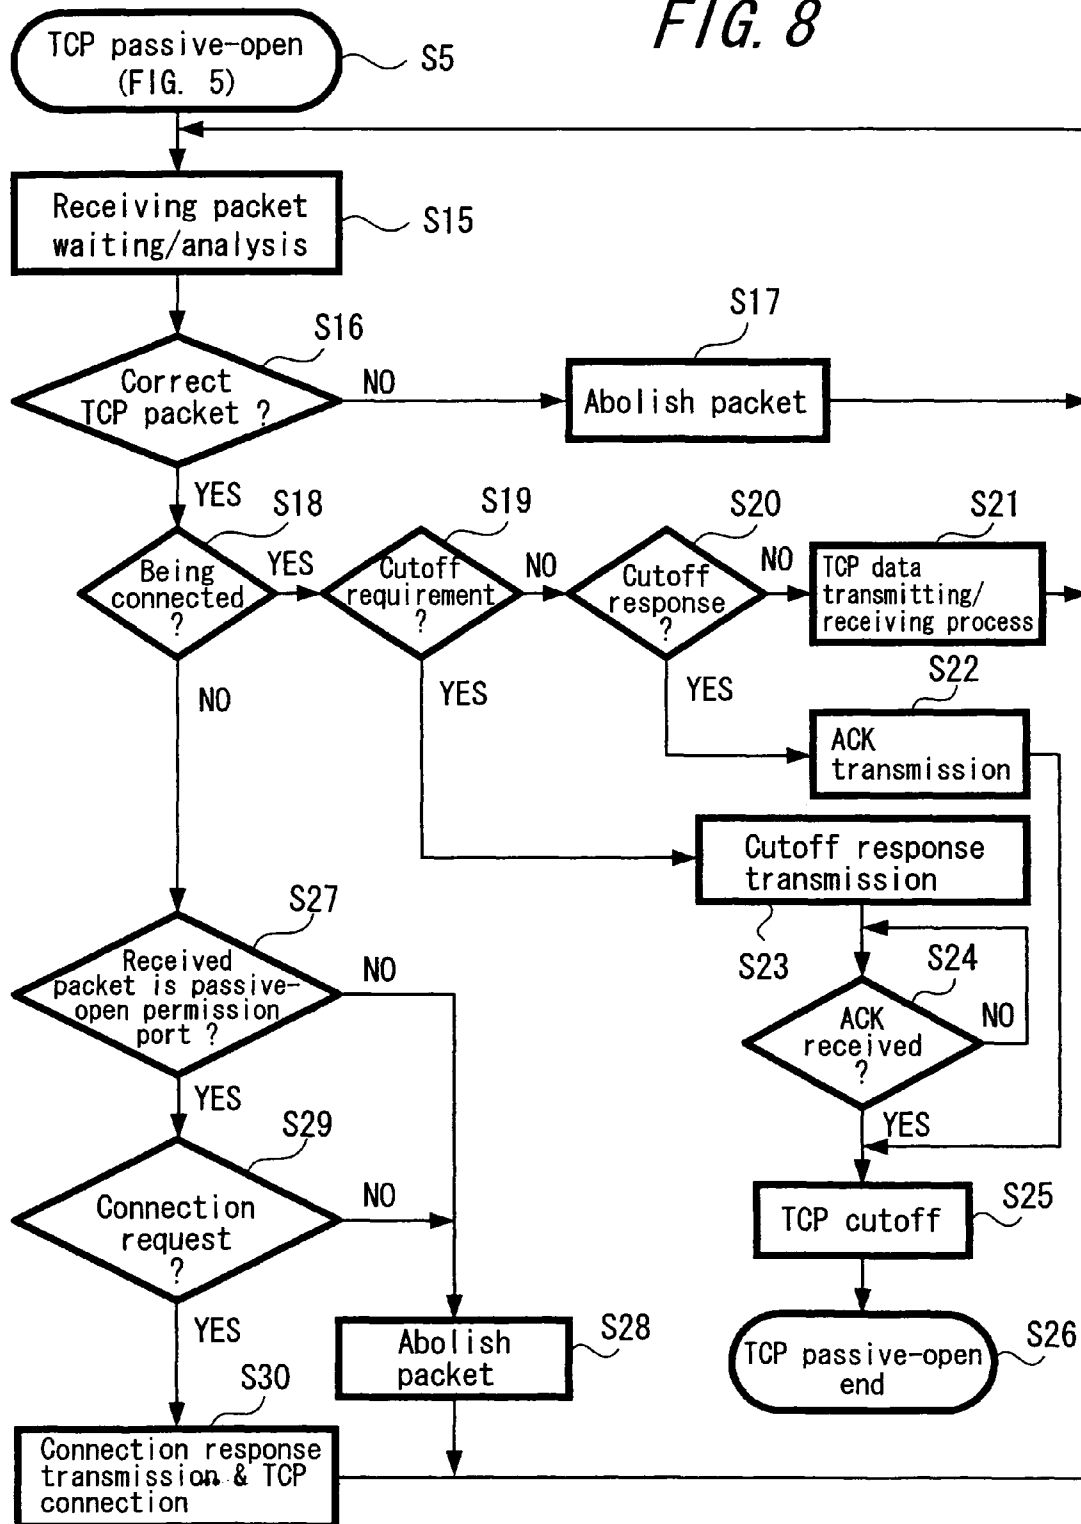 FIG. 8
TCP passive-open
(FIG. 5)
S5
Receiving packet
waiting/analysis
S15
S16
Correct
TCP packet ?
NO
S17
Abolish packet
YES
S18
Being
connected
?
YES
S19
Cutoff
requirement
?
NO
S20
Cutoff
response
?
NO
S21
TCP data
transmitting/
receiving process
NO
YES
YES
S22
ACK
transmission
Cutoff response
transmission
S23
S24
ACK
received
?
NO
YES
S27
Received
packet is passive-
open permission
port ?
NO
YES
S29
Connection
request
?
NO
YES
S25
TCP cutoff
S28
Abolish
packet
S26
TCP passive-open
end
S30
Connection response
transmission & TCP
connection